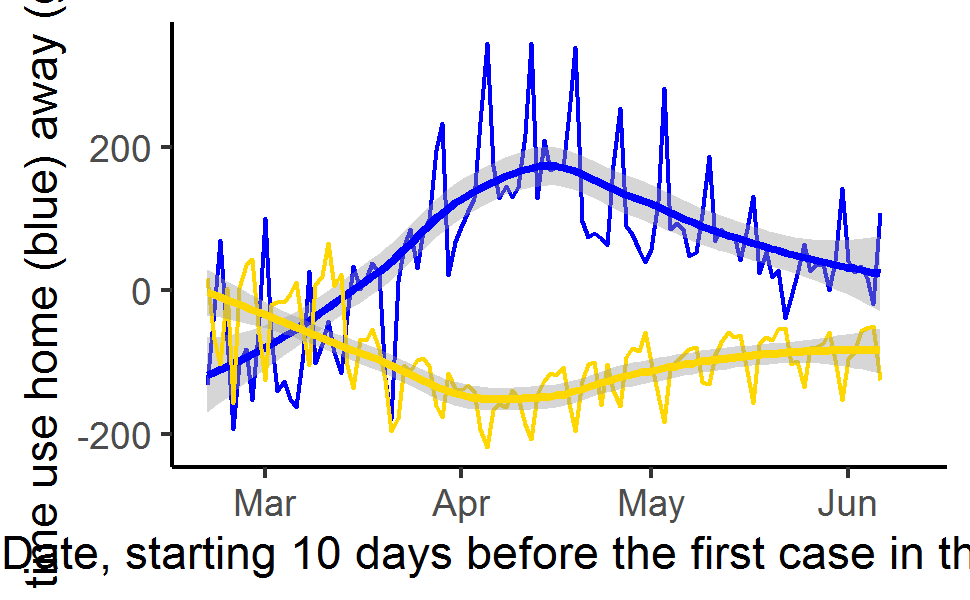 time use home (blue) away (
200
0
-200
Mar Apr May Jun
Date, starting 10 days before the first case in th